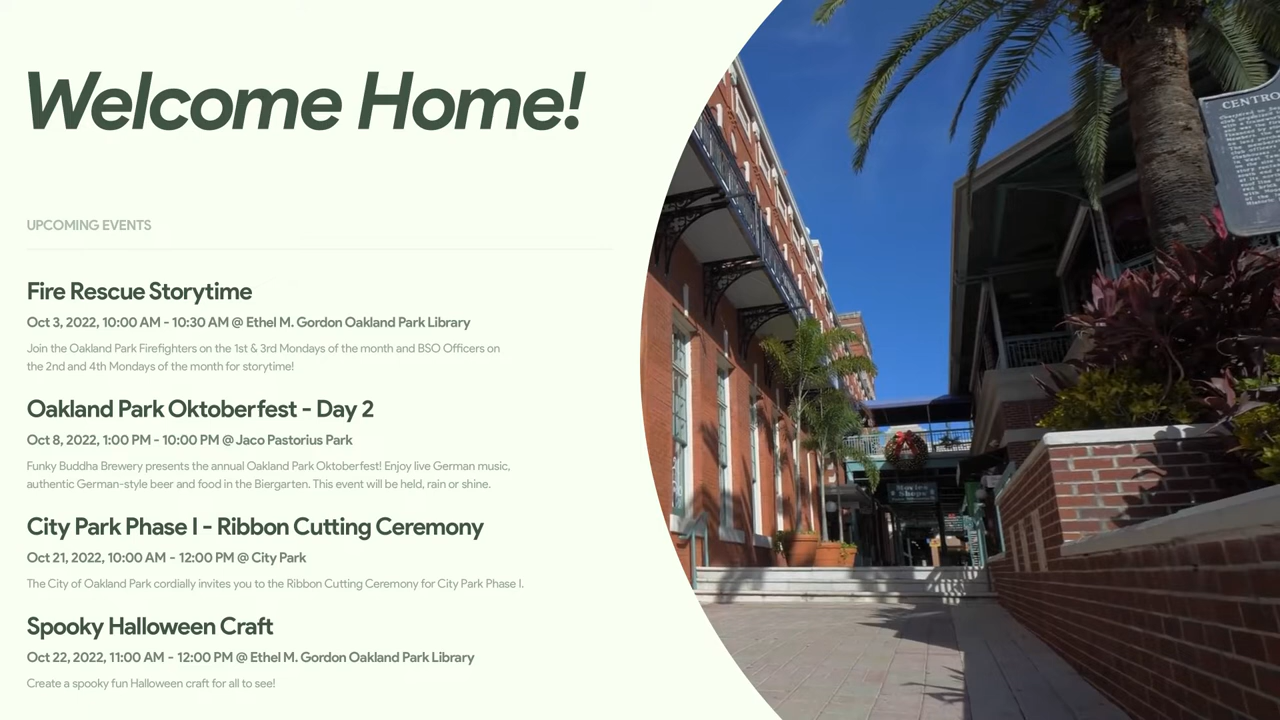 Welcome Home!
UPCOMING EVENTS
Fire Rescue Storytime
Oct 3, 2022, 10:00 AM - 10:30 AM @ Ethel M. Gordon Oakland Park Library
Join the Oakland Park Firefighters on the 1st & 3rd Mondays of the month and BSO Officers on
the 2nd and 4th Mondays of the month for storytime!
Oakland Park Oktoberfest - Day 2
Oct 8, 2022, 1:00 PM - 10:00 PM @ Jaco Pastorius Park
Funky Buddha Brewery presents the annual Oakland Park Oktoberfest! Enjoy live German music,
authentic German-style beer and food in the Biergarten. This event will be held, rain or shine.
City Park Phase I - Ribbon Cutting Ceremony
Oct 21, 2022, 10:00 AM - 12:00 PM @ City Park
The City of Oakland Park cordially invites you to the Ribbon Cutting Ceremony for City Park Phase I.
Spooky Halloween Craft
Oct 22, 2022, 11:00 AM - 12:00 PM @ Ethel M. Gordon Oakland Park Library
Create a spooky fun Halloween craft for all to see!
CENTRO